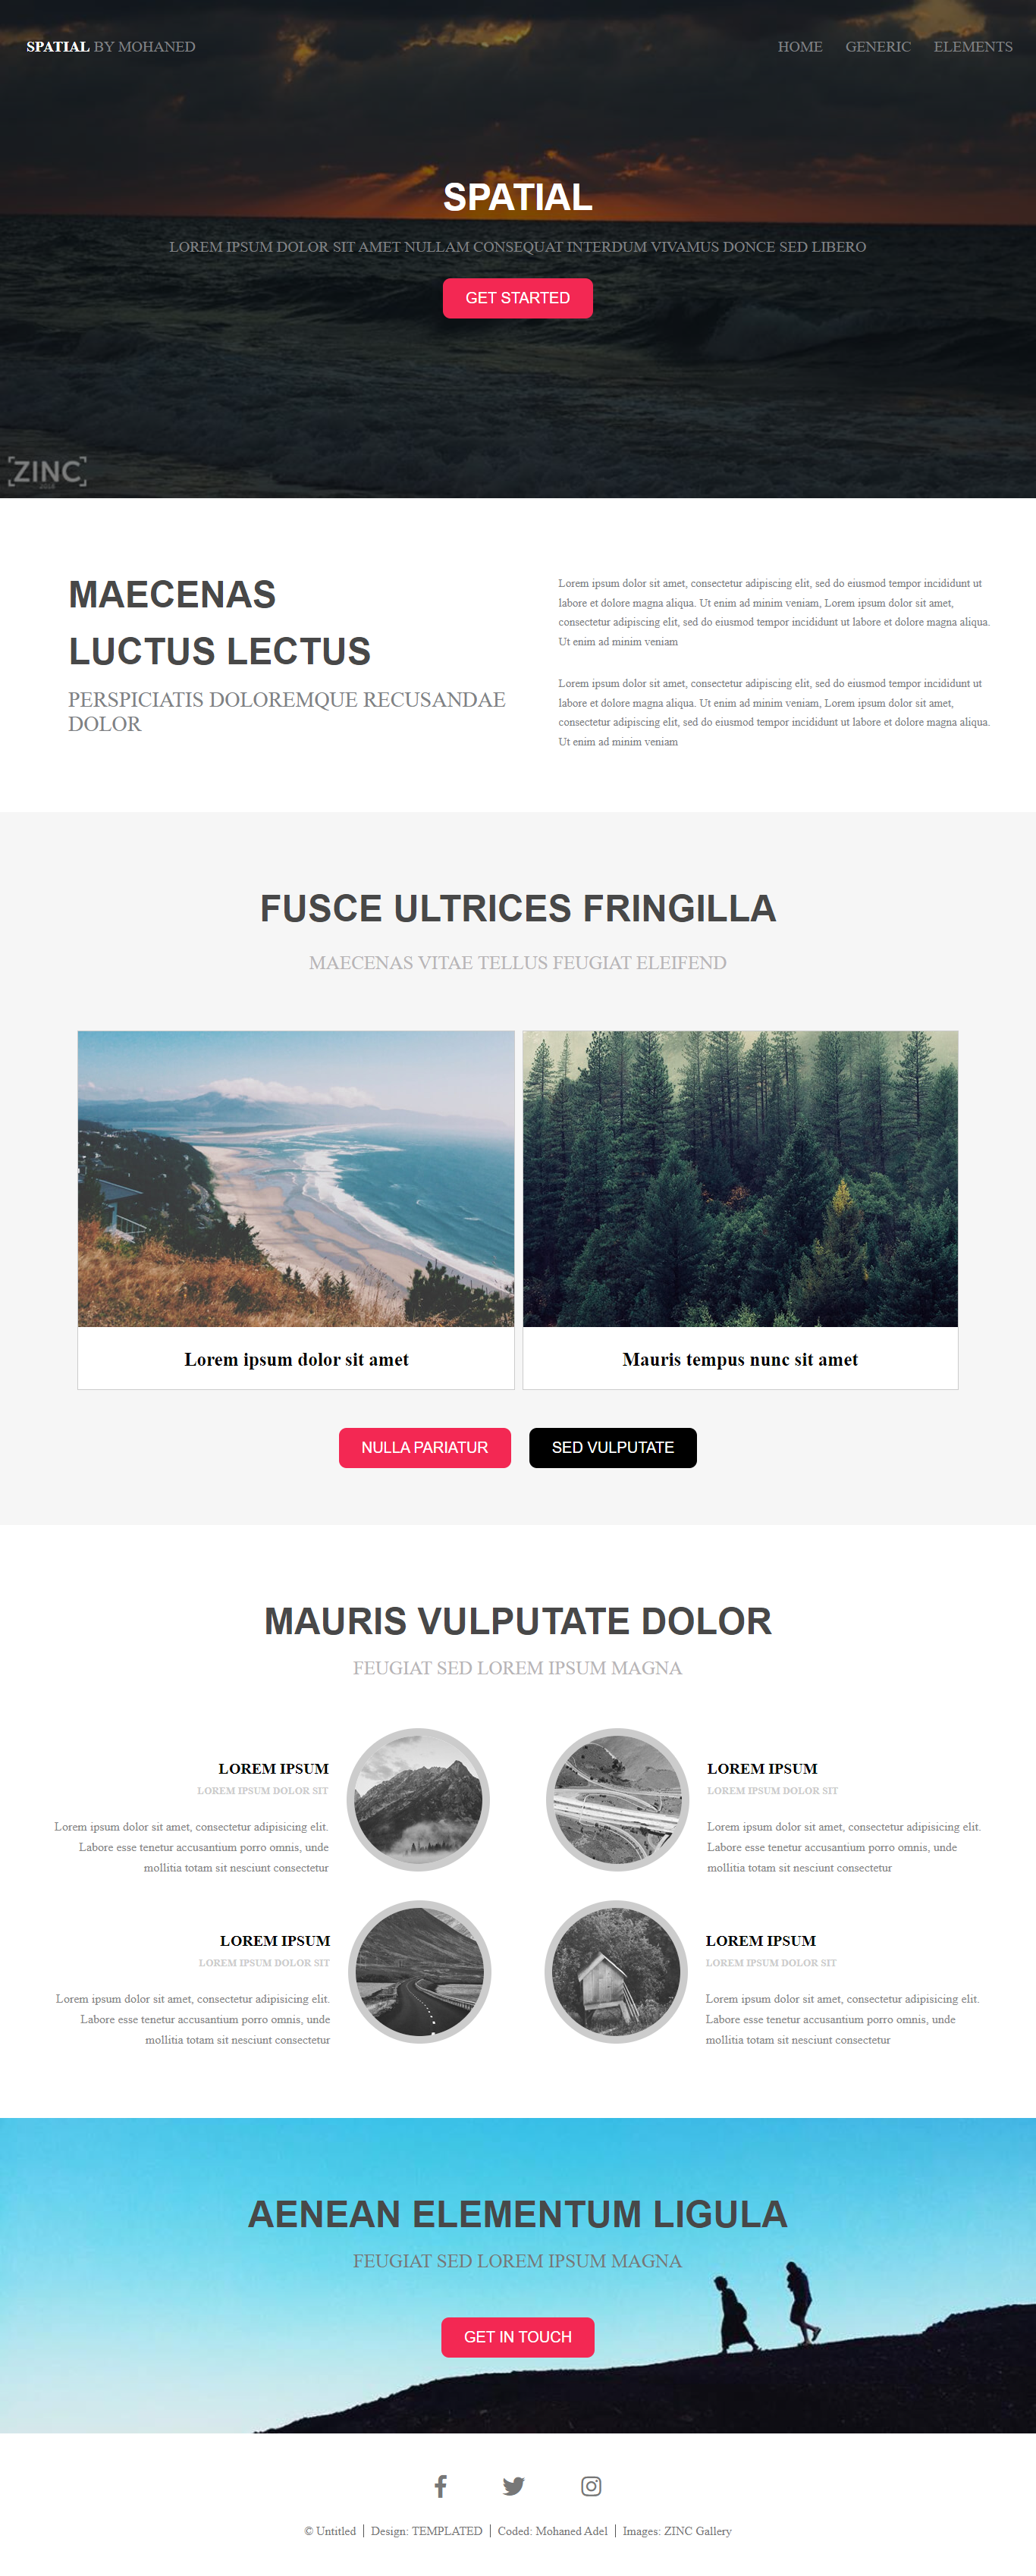 SPATIAL BY MOHANED
HOME GENERIC ELEMENTS
SPATIAL
LOREM IPSUM DOLOR SIT AMET NULLAM CONSEQUAT INTERDUM VIVAMUS DONCE SED LIBERO
GET STARTED
[ZINC]
MAECENAS
LUCTUS LECTUS
PERSPICIATIS DOLOREMQUE RECUSANDAE
DOLOR
Lorem ipsum dolor sit amet, consectetur adipiscing elit, sed do eiusmod tempor incididunt ut
labore et dolore magna aliqua. Ut enim ad minim veniam, Lorem ipsum dolor sit amet,
consectetur adipiscing elit, sed do eiusmod tempor incididunt ut labore et dolore magna aliqua.
Ut enim ad minim veniam
Lorem ipsum dolor sit amet, consectetur adipiscing elit, sed do eiusmod tempor incididunt ut
labore et dolore magna aliqua. Ut enim ad minim veniam, Lorem ipsum dolor sit amet,
consectetur adipiscing elit, sed do eiusmod tempor incididunt ut labore et dolore magna aliqua.
Ut enim ad minim veniam
FUSCE ULTRICES FRINGILLA
MAECENAS VITAE TELLUS FEUGIAT ELEIFEND
Lorem ipsum dolor sit amet
Mauris tempus nunc sit amet
NULLA PARIATUR
SED VULPUTATE
MAURIS VULPUTATE DOLOR
FEUGIAT SED LOREM IPSUM MAGNA
LOREM IPSUM
LOREM IPSUM DOLOR SIT
Lorem ipsum dolor sit amet, consectetur adipisicing elit.
Labore esse tenetur accusantium porro omnis, unde
mollitia totam sit nesciunt consectetur
LOREM IPSUM
LOREM IPSUM DOLOR SIT
Lorem ipsum dolor sit amet, consectetur adipisicing elit.
Labore esse tenetur accusantium porro omnis, unde
mollitia totam sit nesciunt consectetur
LOREM IPSUM
LOREM IPSUM DOLOR SIT
Lorem ipsum dolor sit amet, consectetur adipisicing elit.
Labore esse tenetur accusantium porro omnis, unde
mollitia totam sit nesciunt consectetur
LOREM IPSUM
LOREM IPSUM DOLOR SIT
Lorem ipsum dolor sit amet, consectetur adipisicing elit.
Labore esse tenetur accusantium porro omnis, unde
mollitia totam sit nesciunt consectetur
AENEAN ELEMENTUM LIGULA
FEUGIAT SED LOREM IPSUM MAGNA
GET IN TOUCH
© Untitled | Design: TEMPLATED | Coded: Mohaned Adel | Images: ZINC Gallery